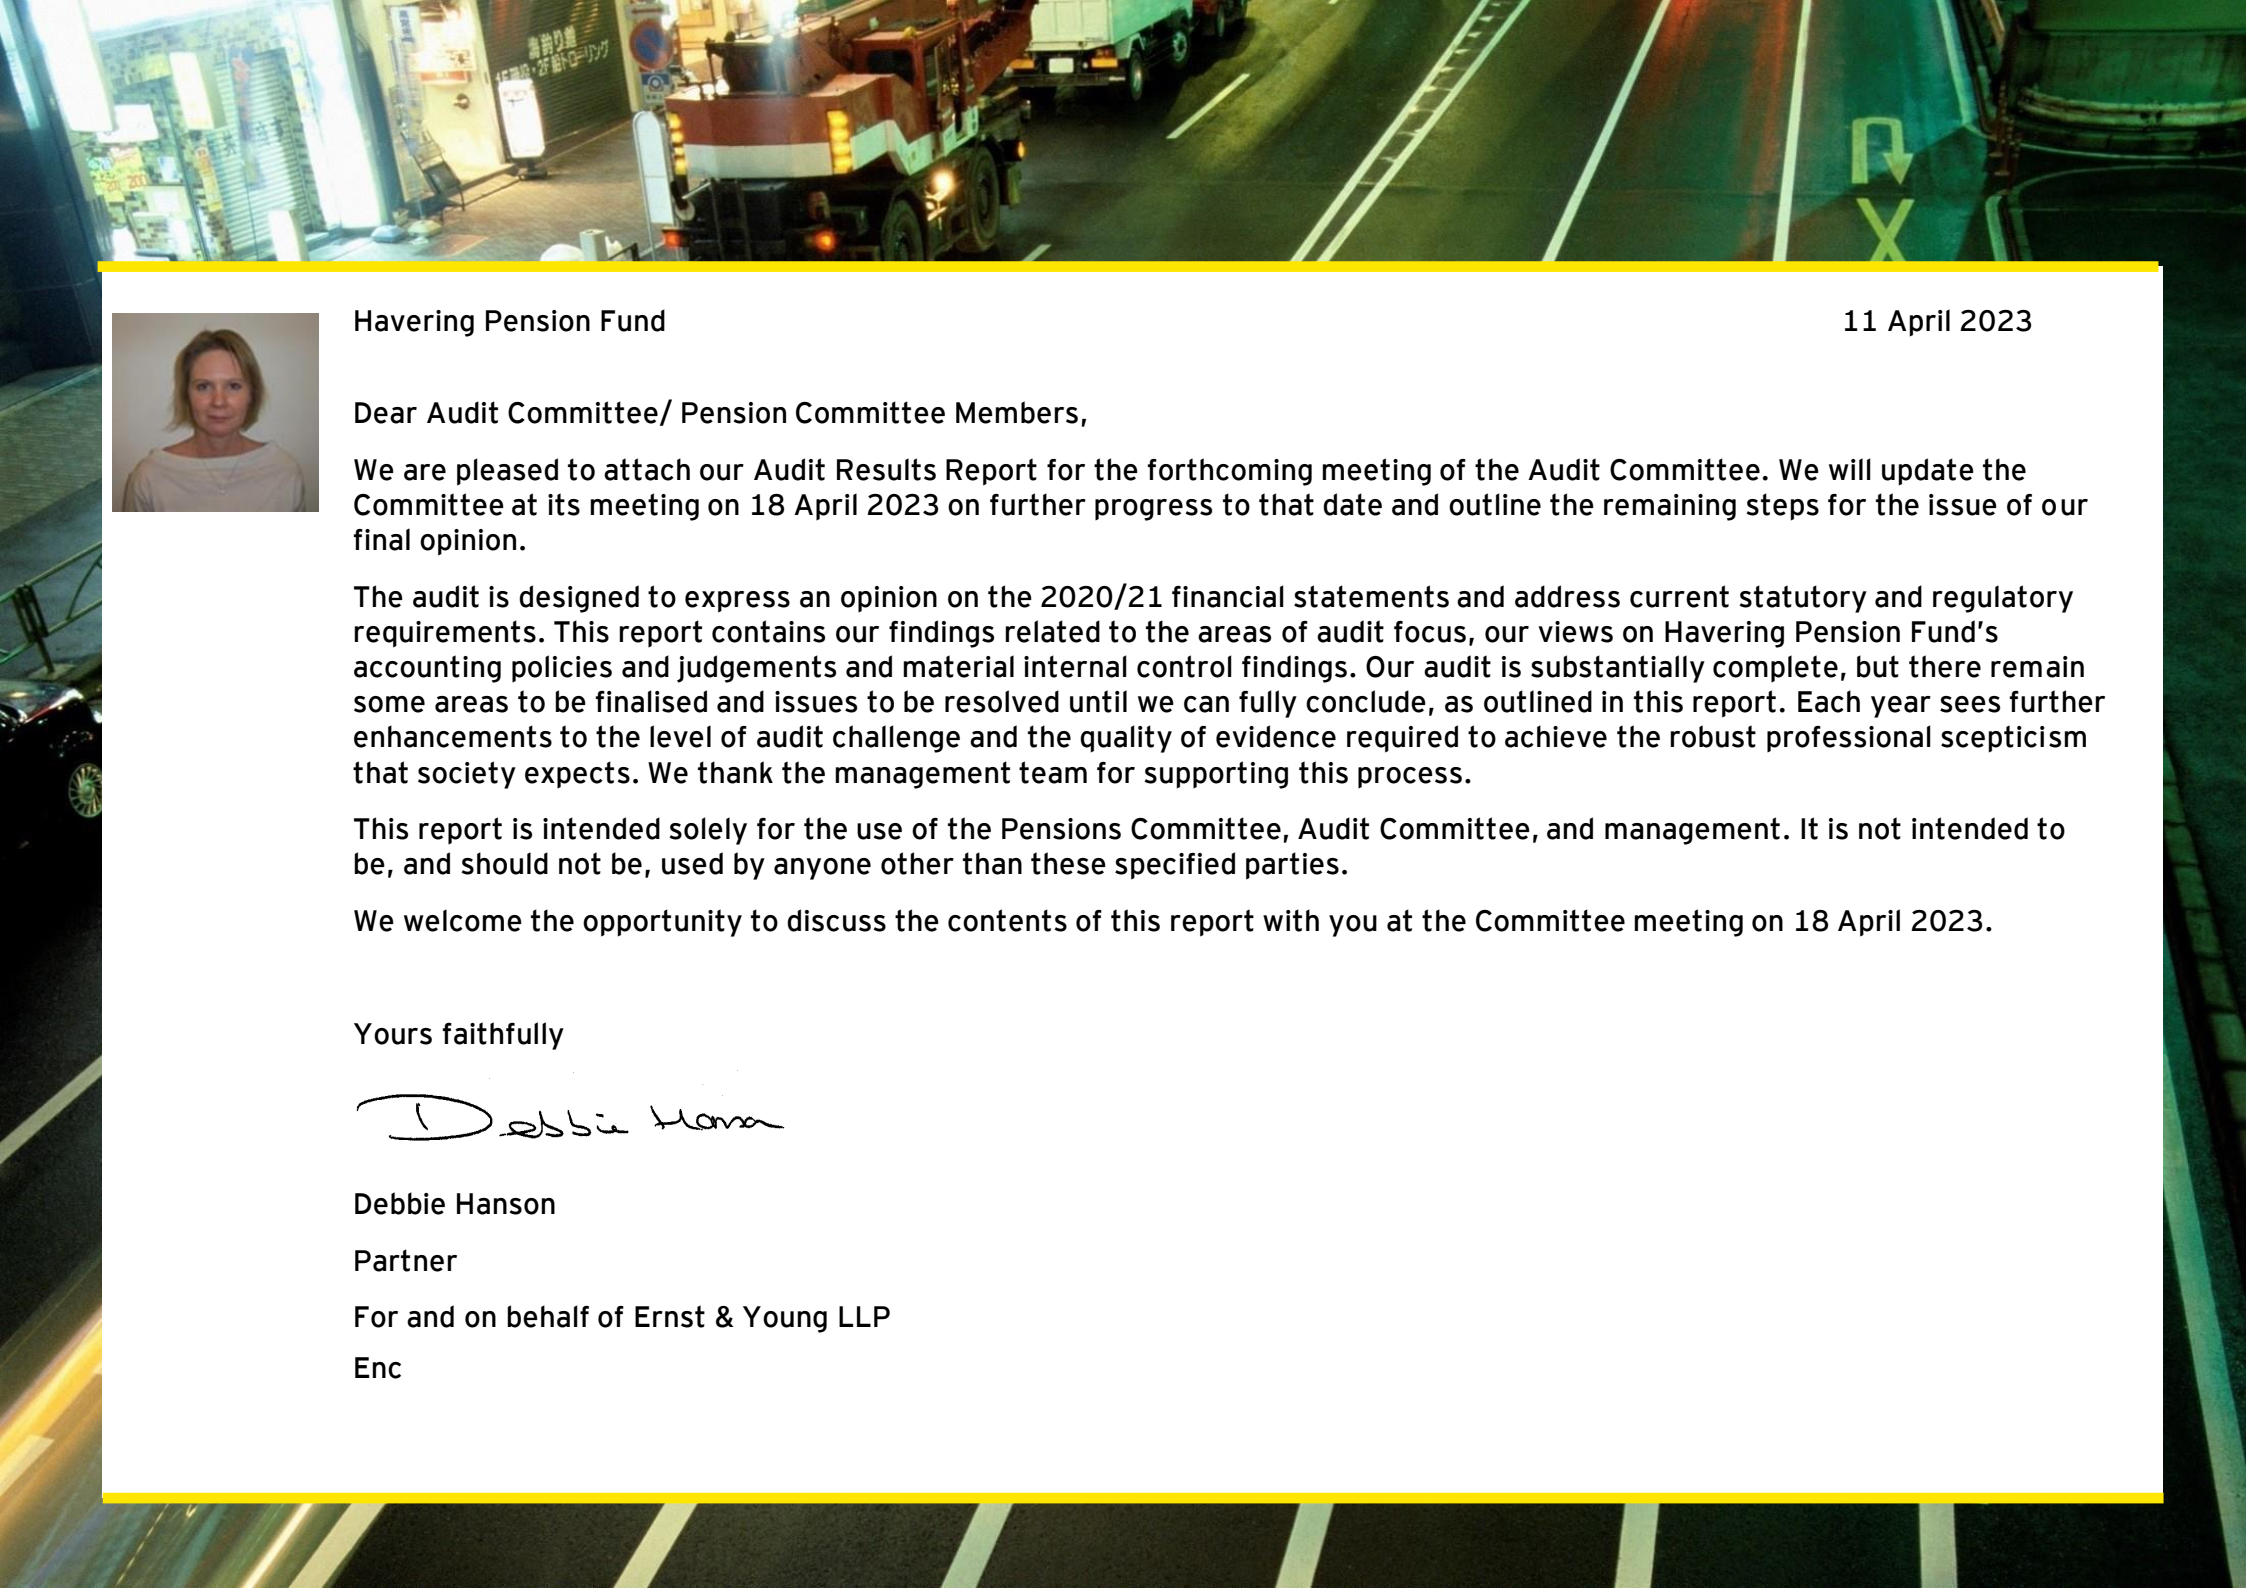 海釣り館
Havering Pension Fund
11 April 2023
Dear Audit Committee/ Pension Committee Members,
We are pleased to attach our Audit Results Report for the forthcoming meeting of the Audit Committee. We will update the
Committee at its meeting on 18 April 2023 on further progress to that date and outline the remaining steps for the issue of our
final opinion.
The audit is designed to express an opinion on the 2020/21 financial statements and address current statutory and regulatory
requirements. This report contains our findings related to the areas of audit focus, our views on Havering Pension Fund’s
accounting policies and judgements and material internal control findings. Our audit is substantially complete, but there remain
some areas to be finalised and issues to be resolved until we can fully conclude, as outlined in this report. Each year sees further
enhancements to the level of audit challenge and the quality of evidence required to achieve the robust professional scepticism
that society expects. We thank the management team for supporting this process.
This report is intended solely for the use of the Pensions Committee, Audit Committee, and management. It is not intended to
be, and should not be, used by anyone other than these specified parties.
We welcome the opportunity to discuss the contents of this report with you at the Committee meeting on 18 April 2023.
Yours faithfully
Debbie Hanson
Debbie Hanson
Partner
For and on behalf of Ernst & Young LLP
Enc